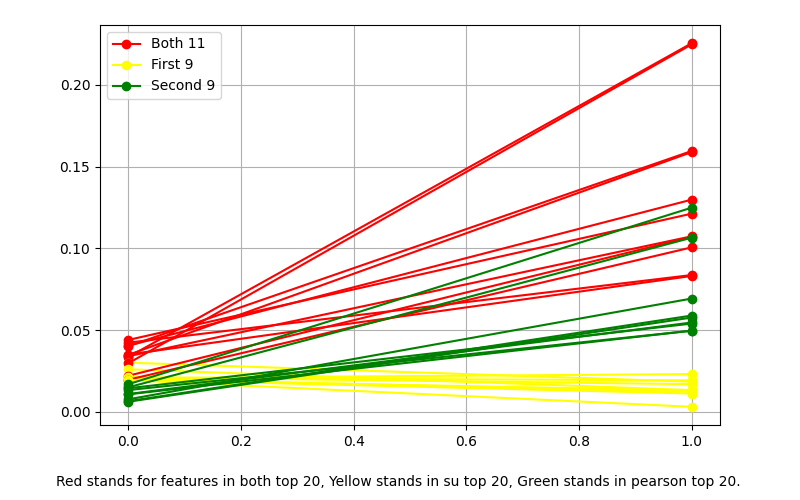 Both 11
First 9
Second 9
0.20
0.15
0.10
0.05
0.00
0.0 0.2 0.4 0.6 0.8 1.0
Red stands for features in both top 20, Yellow stands in su top 20, Green stands in pearson top 20.